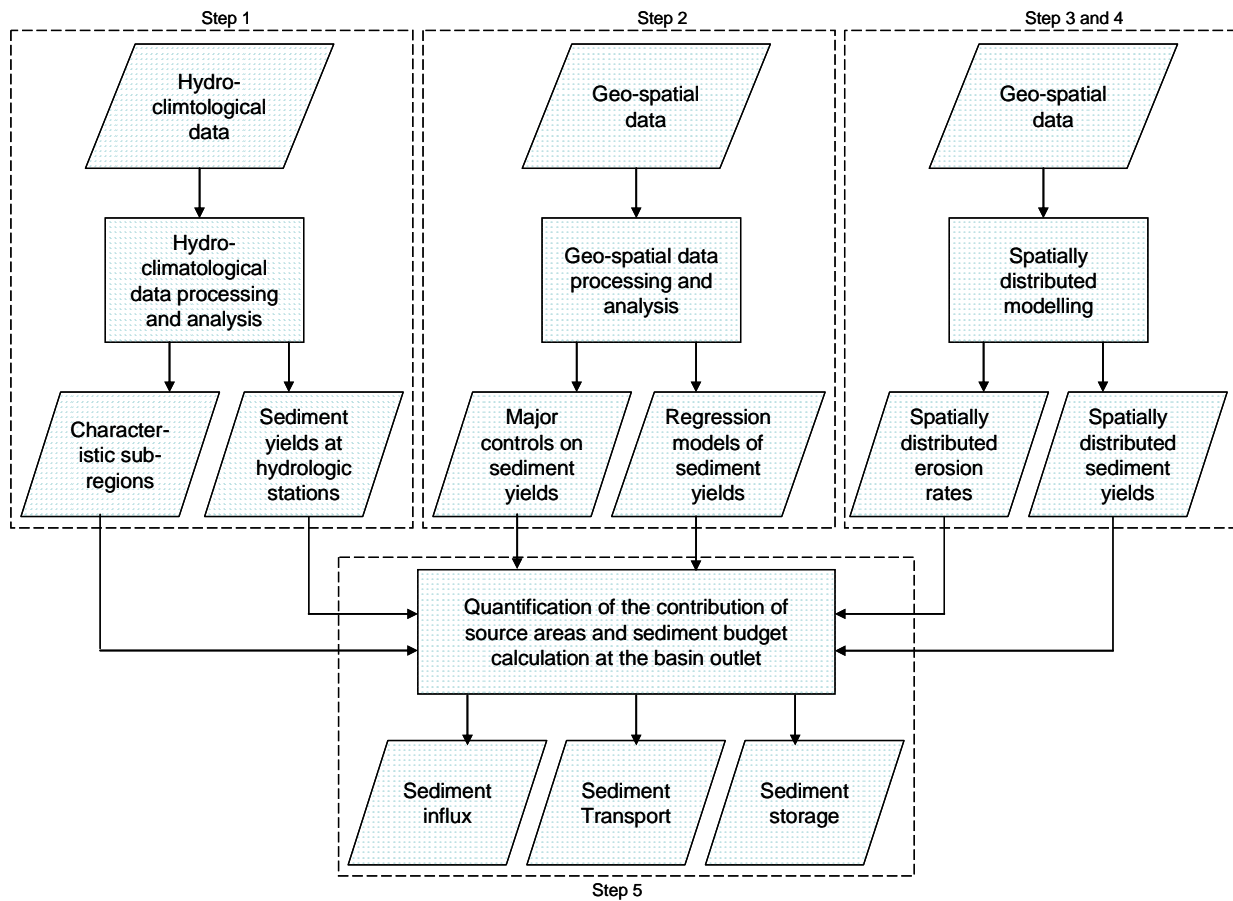 Step 1
Hydro-
climtological
data
Hydro-
climatological
data processing
and analysis
Character-
istic sub-
regions
Sediment
yields at
hydrologic
stations
Step 2
Geo-spatial
data
Geo-spatial data
processing and
analysis
Major
controls on
sediment
yields
Regression
models of
sediment
yields
Step 3 and 4
Geo-spatial
data
Spatially
distributed
modelling
Spatially
distributed
erosion
rates
Spatially
distributed
sediment
yields
Quantification of the contribution of
source areas and sediment budget
calculation at the basin outlet
Sediment
influx
Sediment
Transport
Sediment
storage
Step 5